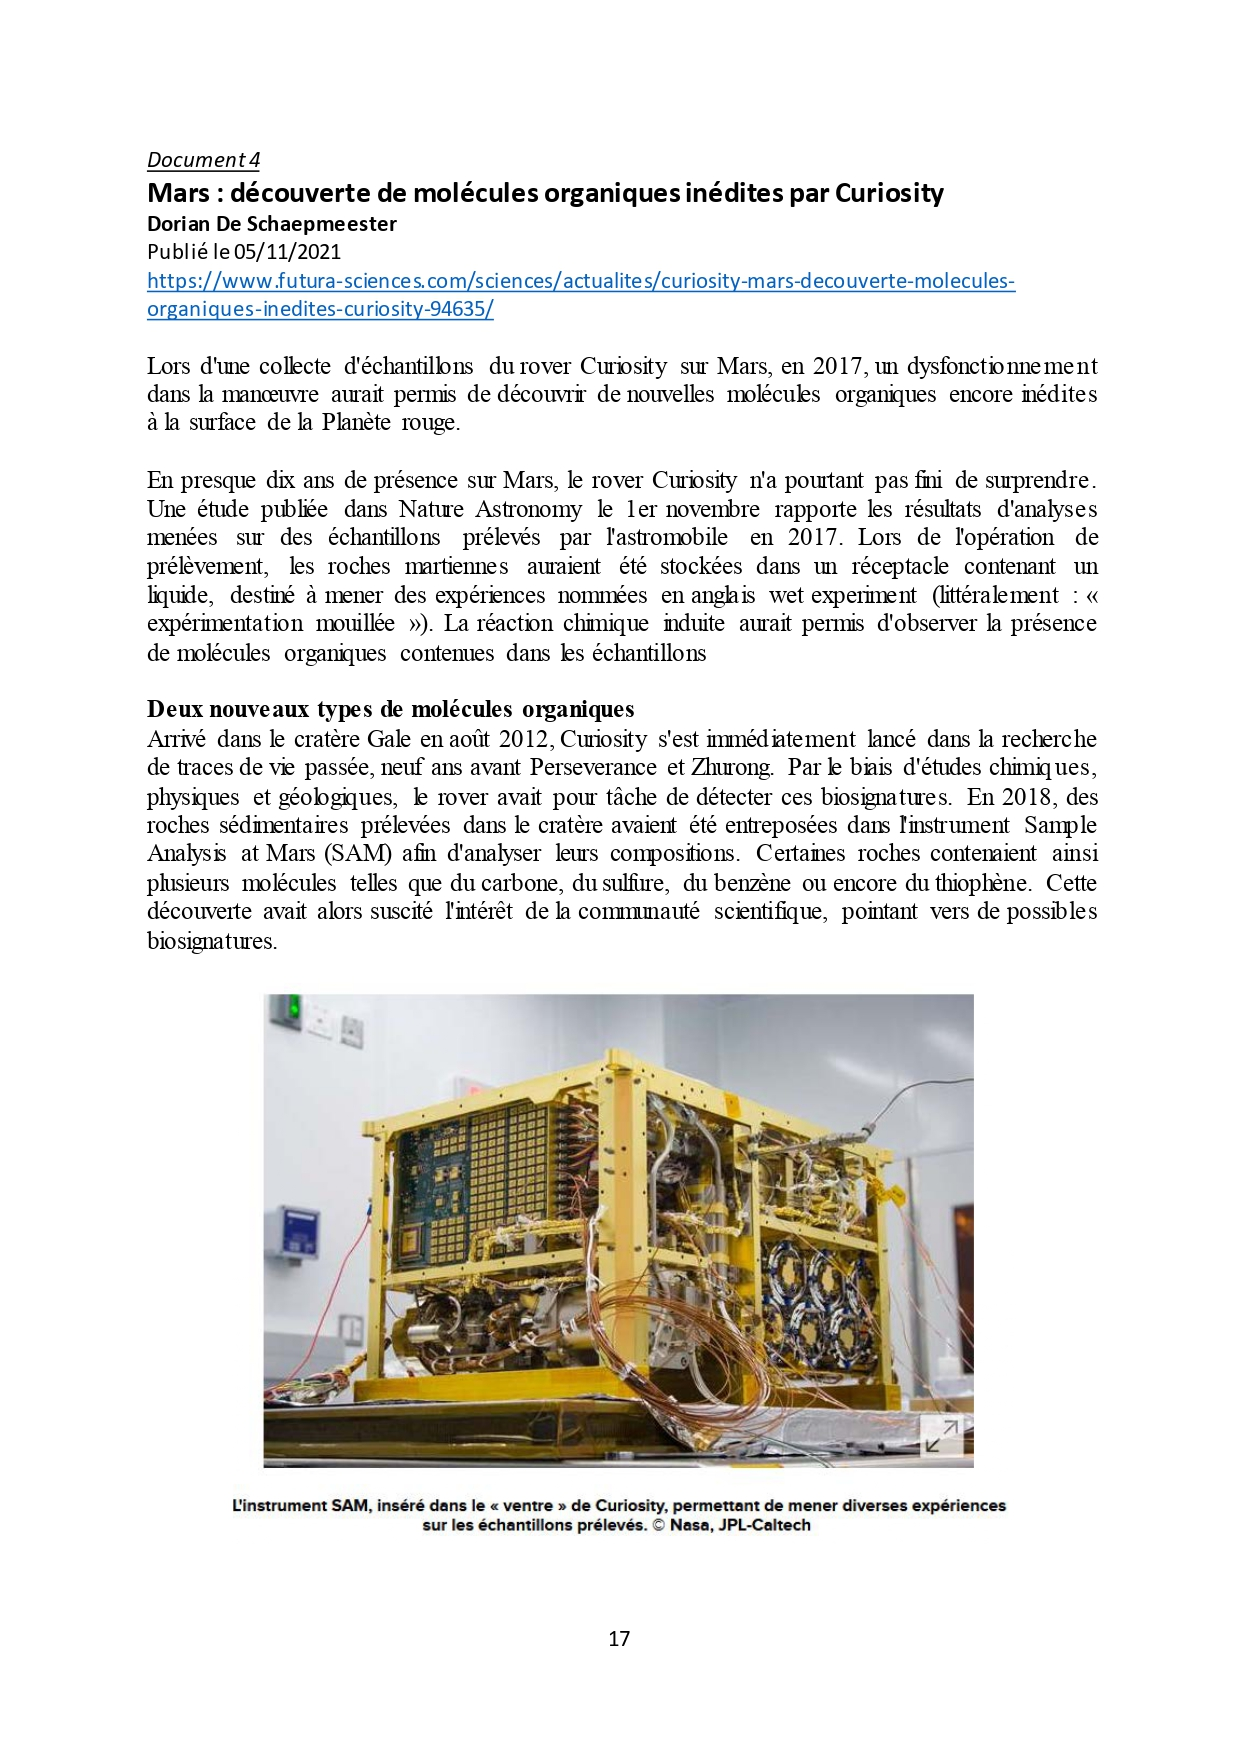 Document 4
Mars : découverte de molécules organiques inédites par Curiosity
Dorian De Schaepmeester
Publié le 05/11/2021
https://www.futura-sciences.com/sciences/actualites/curiosity-mars-decouverte-molecules-
organiques-inedites-curiosity-94635/
Lors d'une collecte d'échantillons du rover Curiosity sur Mars, en 2017, un dysfonctionnement
dans la manœuvre aurait permis de découvrir de nouvelles molécules organiques encore inédites
à la surface de la Planète rouge.
En presque dix ans de présence sur Mars, le rover Curiosity n'a pourtant pas fini de surprendre.
Une étude publiée dans Nature Astronomy le 1er novembre rapporte les résultats d'analyses
menées sur des échantillons prélevés par l'astromobile en 2017. Lors de l'opération de
prélèvement, les roches martiennes auraient été stockées dans un réceptacle contenant un
liquide, destiné à mener des expériences nommées en anglais wet experiment (littéralement : «
expérimentation mouillée »). La réaction chimique induite aurait permis d'observer la présence
de molécules organiques contenues dans les échantillons
Deux nouveaux types de molécules organiques
Arrivé dans le cratère Gale en août 2012, Curiosity s'est immédiatement lancé dans la recherche
de traces de vie passée, neuf ans avant Perseverance et Zhurong. Par le biais d'études chimiques,
physiques et géologiques, le rover avait pour tâche de détecter ces biosignatures. En 2018, des
roches sédimentaires prélevées dans le cratère avaient été entreposées dans l'instrument Sample
Analysis at Mars (SAM) afin d'analyser leurs compositions. Certaines roches contenaient ainsi
plusieurs molécules telles que du carbone, du sulfure, du benzène ou encore du thiophène. Cette
découverte avait alors suscité l'intérêt de la communauté scientifique, pointant vers de possibles
biosignatures.
L'instrument SAM, inséré dans le « ventre » de Curiosity, permettant de mener diverses expériences
sur les échantillons prélevés. © Nasa, JPL-Caltech
17